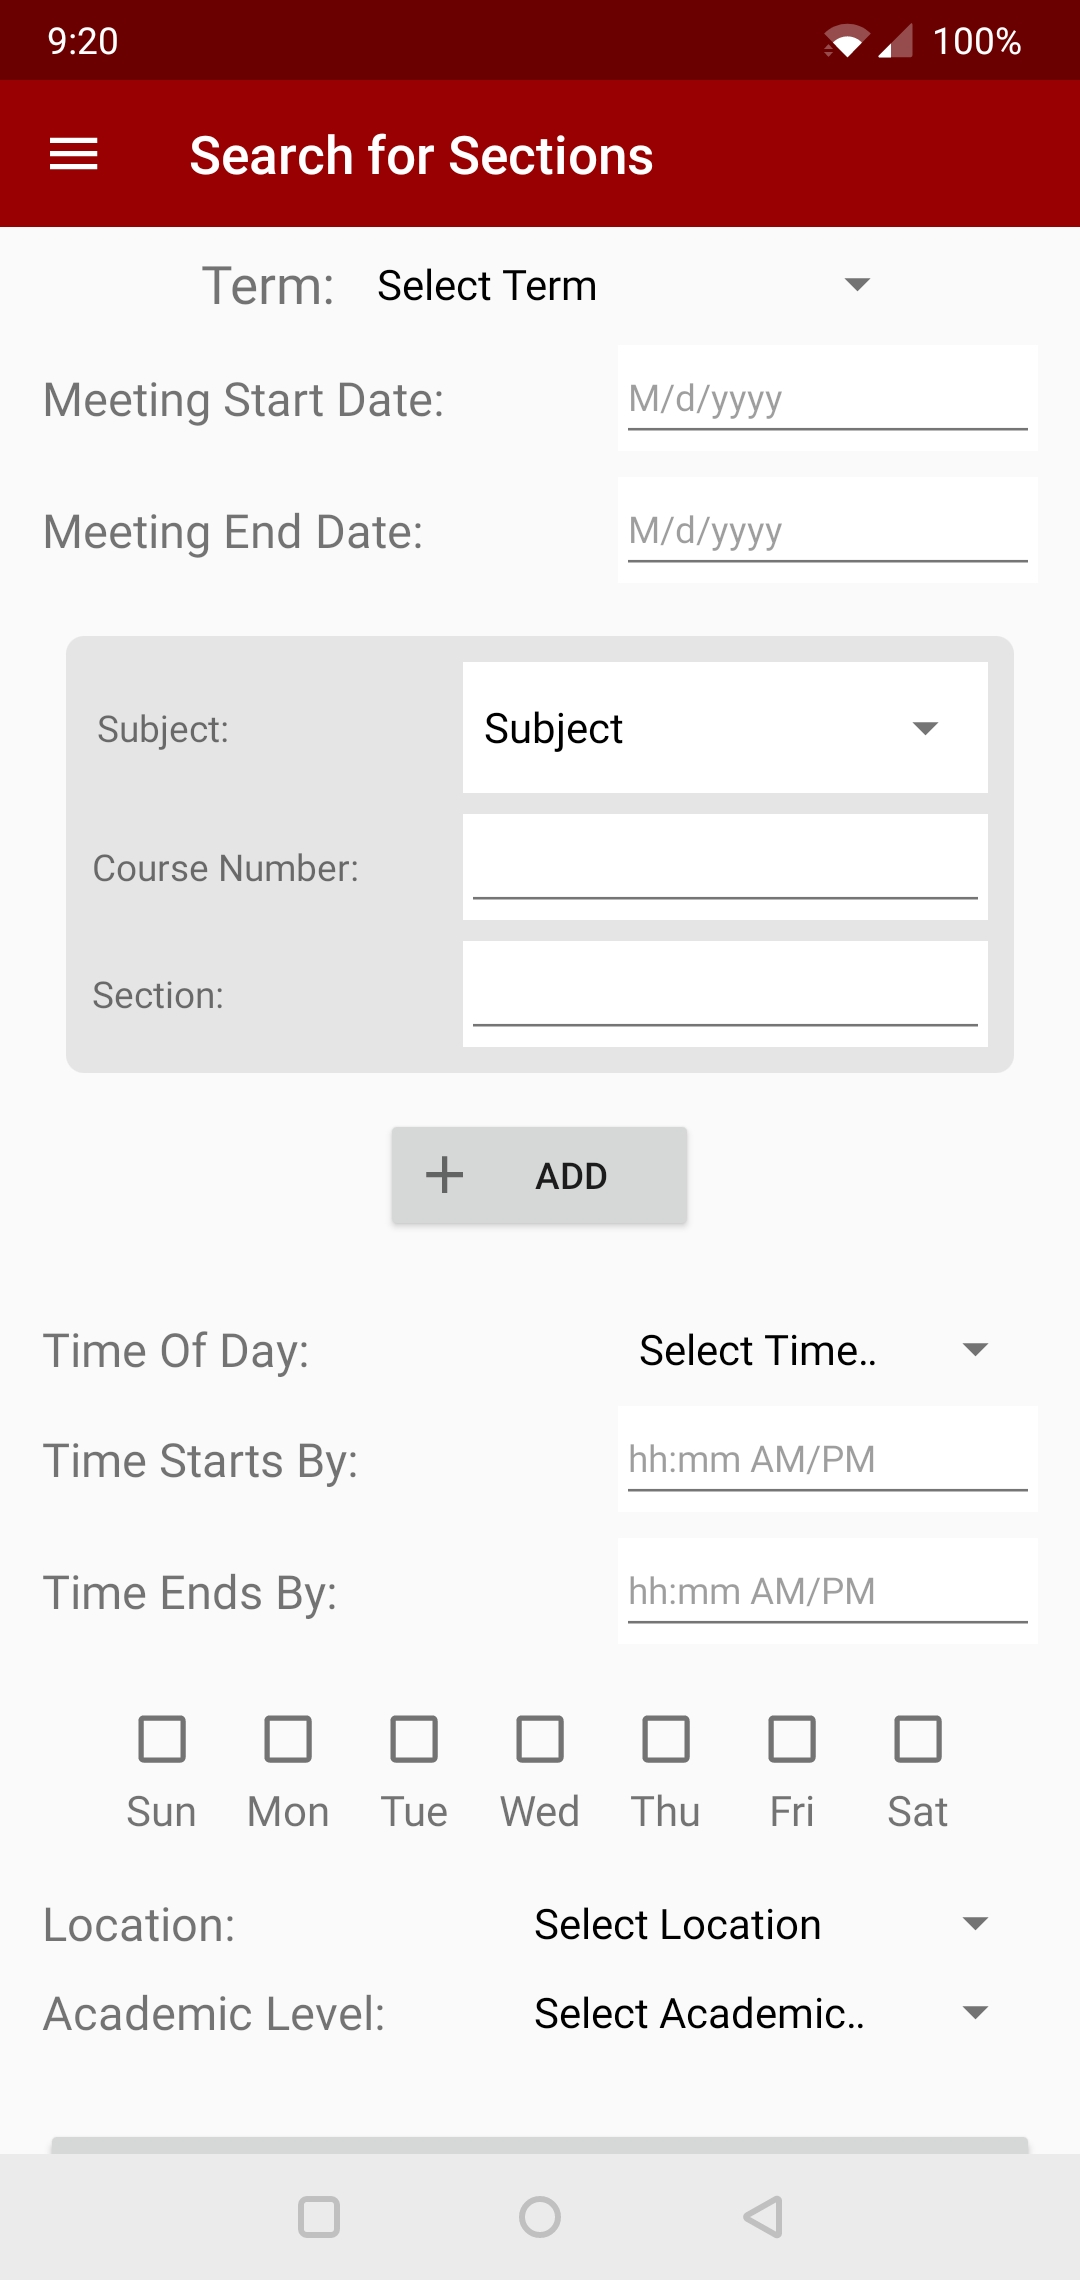 9:20 100%
Search for Sections
Term: Select Term
Meeting Start Date: M/d/yyyy
Meeting End Date: M/d/yyyy
Subject: Subject
Course Number:
Section:
ADD
Time Of Day: Select Time..
Time Starts By: hh:mm AM/PM
Time Ends By: hh:mm AM/PM
Sun Mon Tue Wed Thu Fri Sat
Location: Select Location
Academic Level: Select Academic..